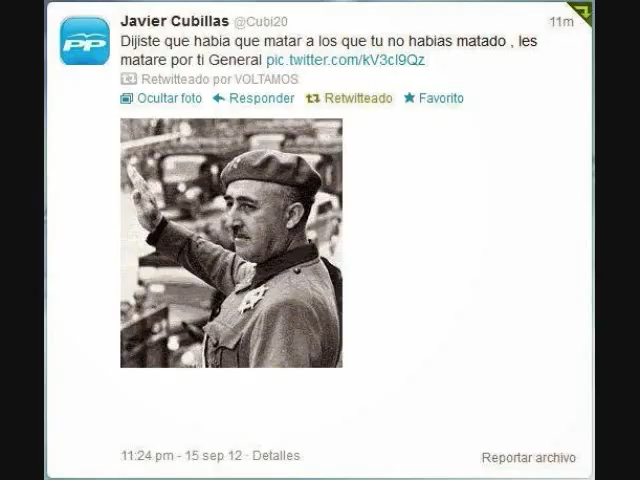 PP
Javier Cubillas @Cubi20 11m
Dijiste que habia que matar a los que tu no habias matado , les
matare por ti General pic.twitter.com/kV3cl9Qz
Retwitteado por VOLTAMOS
Ocultar foto Responder Retwitteado Favorito
11:24 pm - 15 sep 12 · Detalles
Reportar archivo